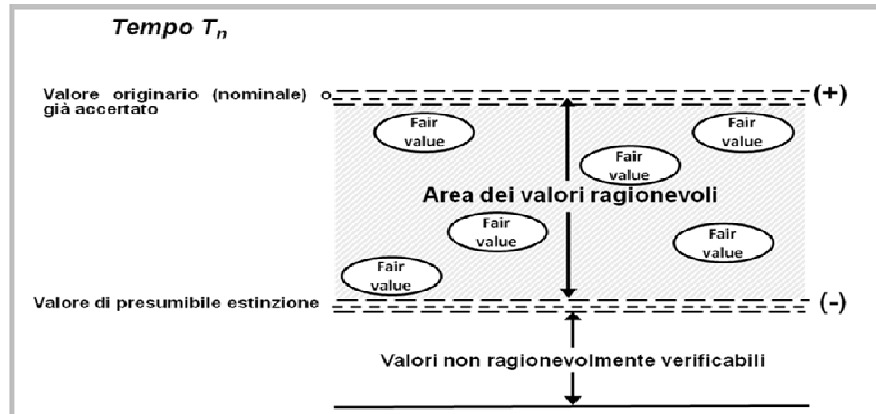 Tempo Tn
Valore originario (nominale) o
già accertato
(+)
Fair
value
Fair
value
Fair
value
Area dei valori ragionevoli
Fair
value
Fair
value
Fair
value
Valore di presumibile estinzione
(-)
Valori non ragionevolmente verificabili